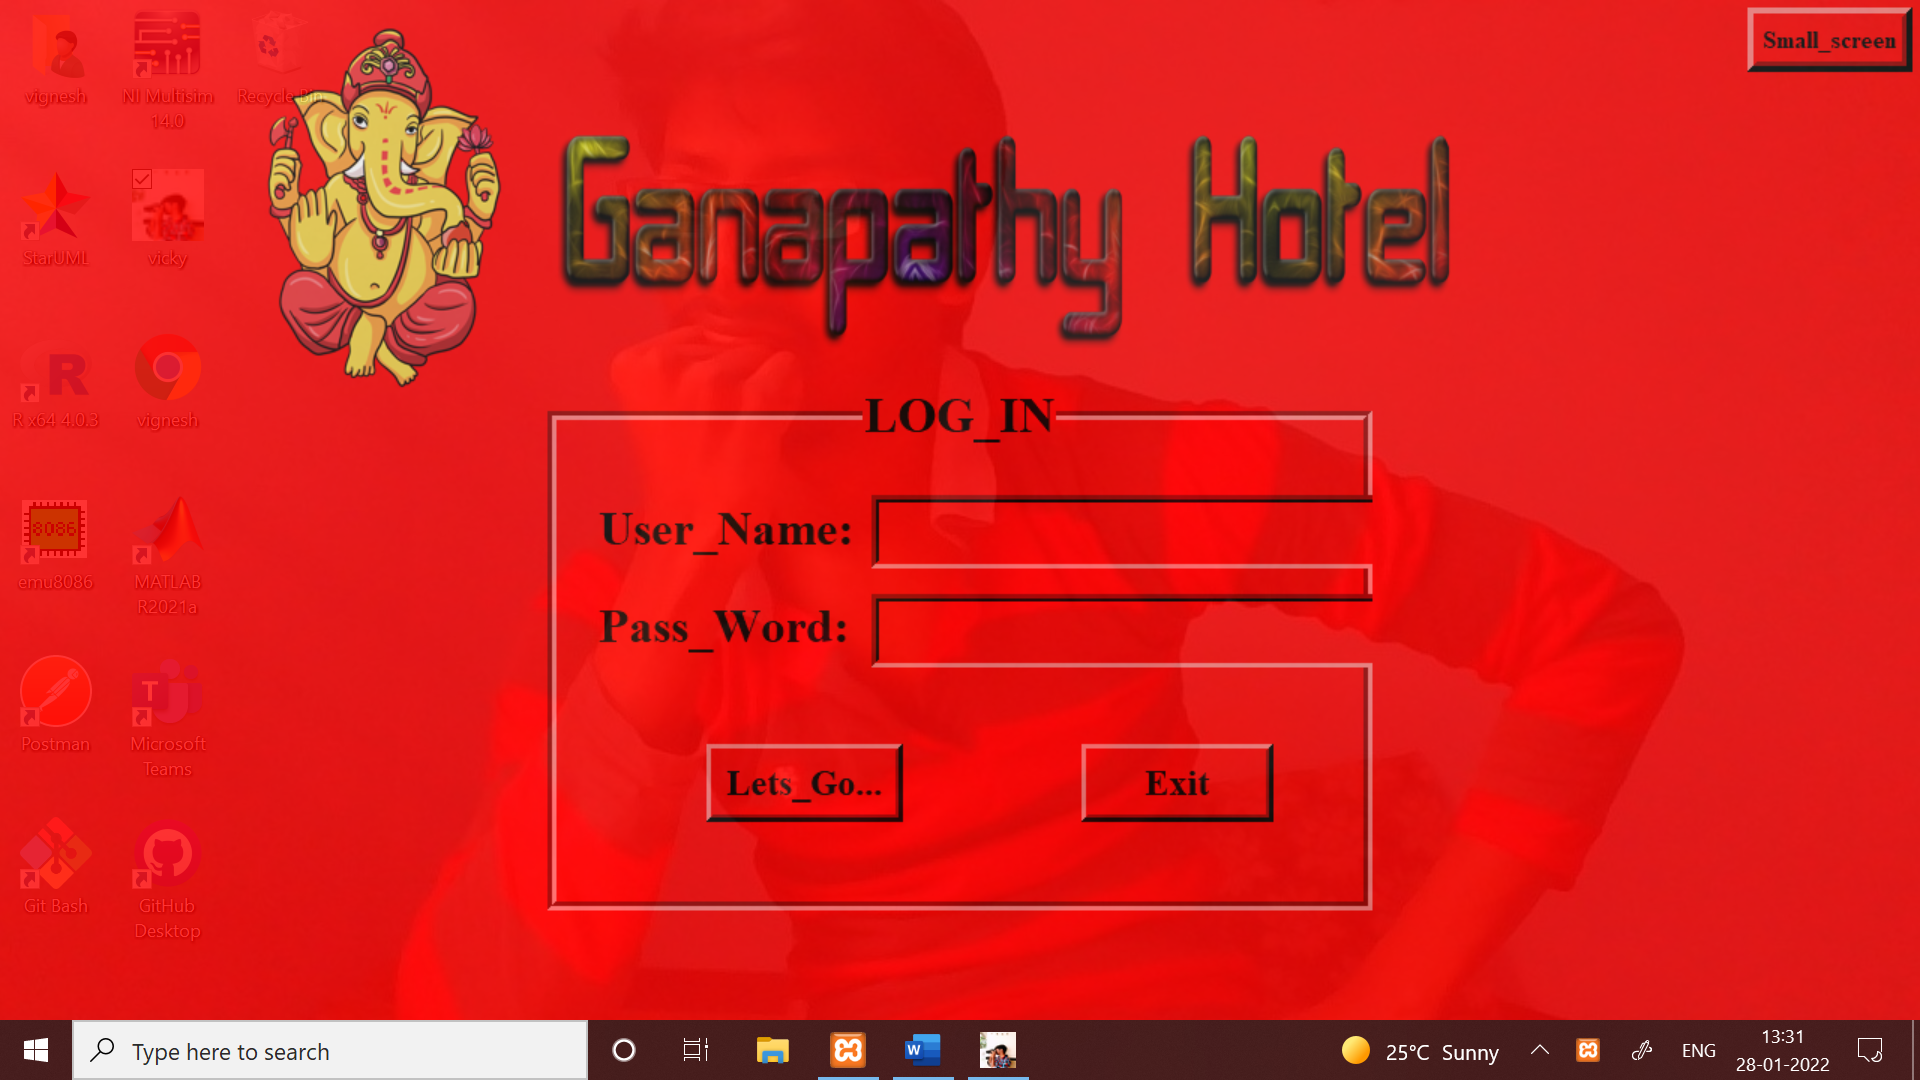 Small_screen
vignesh
NI Multisim
14.0
Recycle Bin
Ganapathy Hotel
StarUML
vicky
R x64 4.0.3
vignesh
LOG_IN
User_Name:
8086
emu8086
MATLAB
R2021a
Pass_Word:
Postman
T
Microsoft
Teams
Lets_Go...
Exit
Git Bash
GitHub
Desktop
Type here to search
W
25°C Sunny
ENG
13:31
28-01-2022